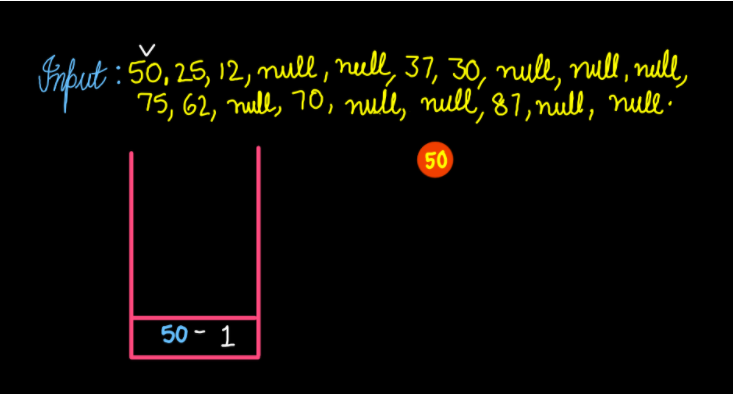 Input : 50, 25, 12, null, null, 37, 30, null, null, null,
75, 62, null, 70, null, null, 87, null, null.
50
50 - 1